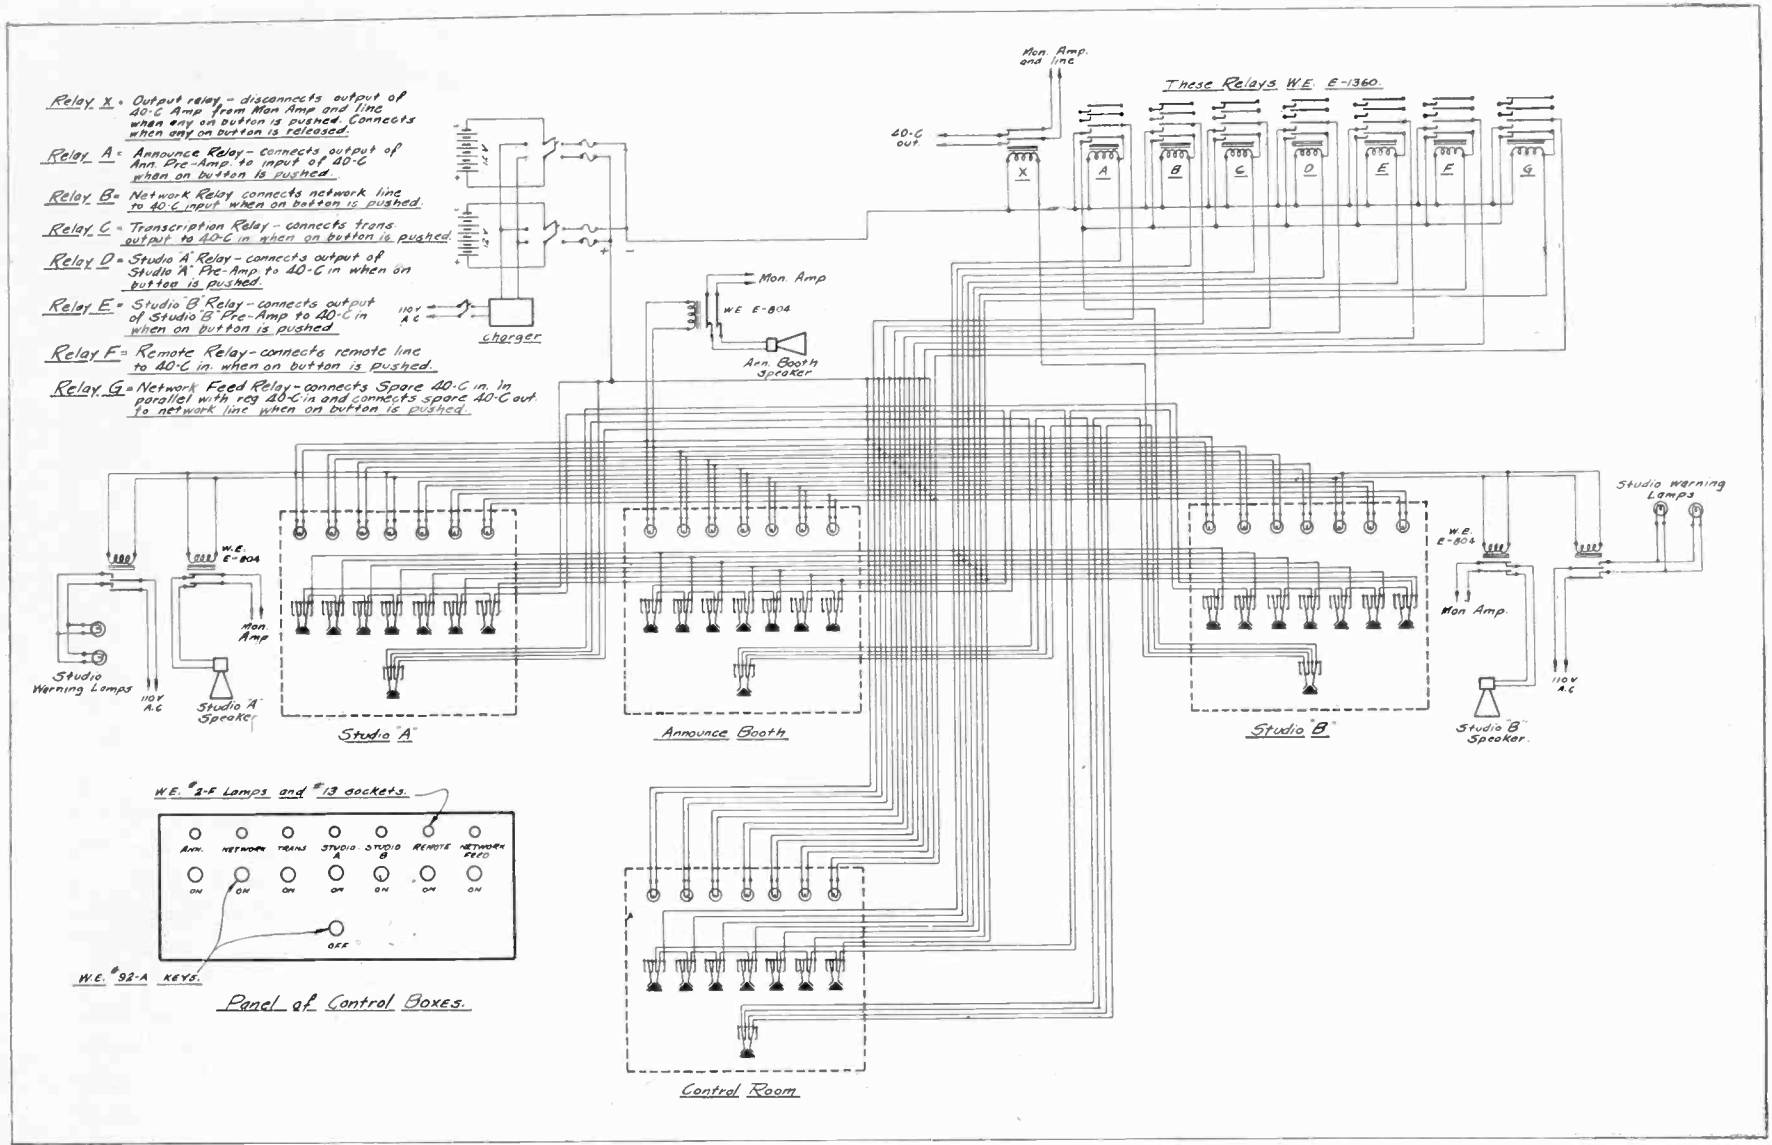 Relay X = Output relay - disconnects output of
40-C Amp from Mon Amp and line
when any on button is pushed. Connects
when any on button is released.
Relay A = Announce Relay - connects output of
Ann. Pre-Amp. to input of 40-C
when on button is pushed.
Relay B = Network Relay connects network line
to 40-C input when on botton is pushed.
Relay C = Transcription Relay - connects trans.
output to 40-C in when on button is pushed.
Relay D = Studio "A" Relay - connects output of
Studio "A" Pre-Amp to 40-C in when on
button is pushed.
Relay E = Studio "B" Relay - connects output
of Studio "B" Pre-Amp to 40-C in
when on button is pushed
Relay F = Remote Relay - connects remote line
to 40-C in. when on button is pushed.
Relay G = Network Feed Relay - connects Spare 40-C in. in
parallel with reg 40-C in and connects spare 40-C out
to network line when on button is pushed.
12 V
12 V
+
-
110 V
A C
Charger
Mon. Amp.
and line
These Relays W.E. E-1360.
40-C
out.
X
A
B
C
D
E
F
G
Mon. Amp
W E E-804
Ann. Booth
Speaker
W.E.
E-804
Mon.
Amp
Studio
Warning Lamps
110 V
A.C
Studio "A"
Speaker
Studio "A"
Announce Booth
Studio "B"
Studio Warning
Lamps
W.E.
E-804
Mon Amp.
110 V
A.C
Studio "B"
Speaker.
W.E. #2-F Lamps and #13 sockets.
ANN.
NETWORK
TRANS
STUDIO
A
STUDIO
B
REMOTE
NETWORK
FEED
ON
ON
ON
ON
ON
ON
ON
OFF
W.E. #92-A KEYS.
Panel of Control Boxes.
Control Room